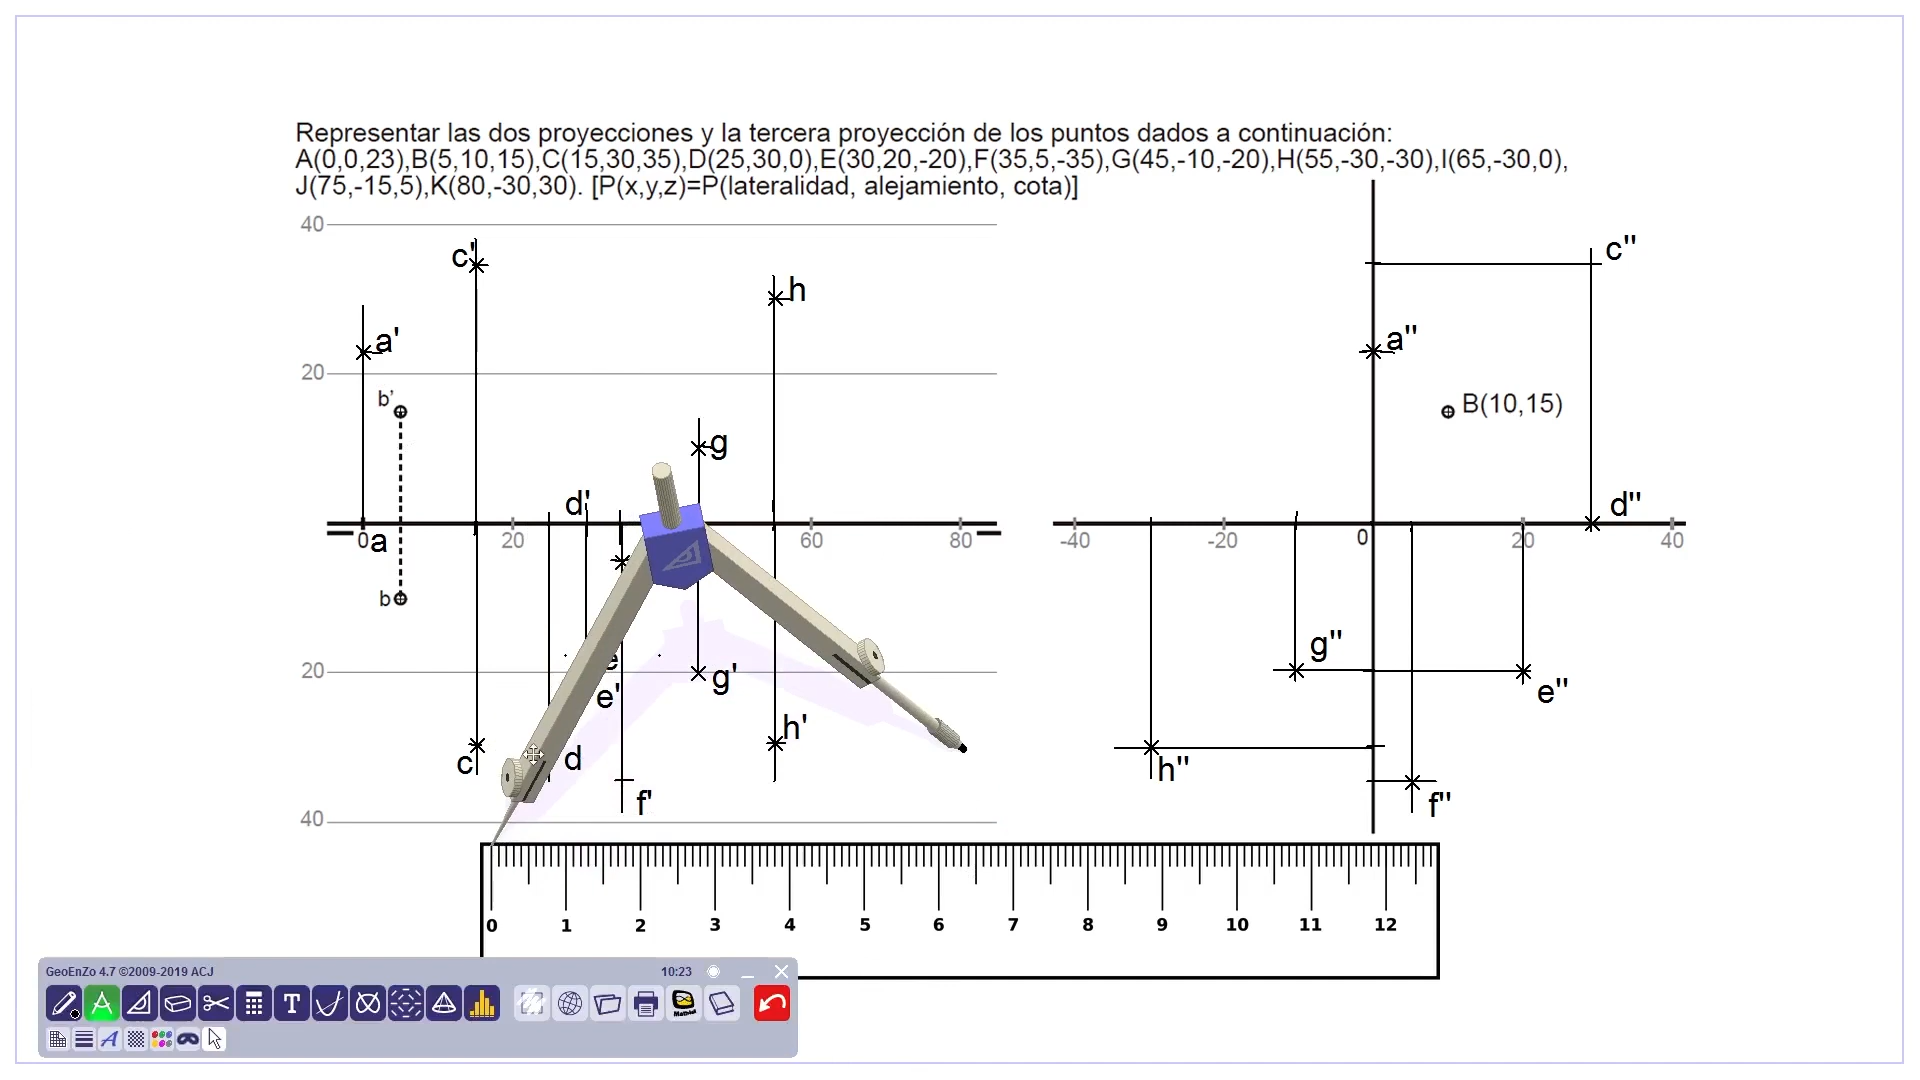 Representar las dos proyecciones y la tercera proyección de los puntos dados a continuación:
A(0,0,23),B(5,10,15),C(15,30,35),D(25,30,0),E(30,20,-20),F(35,5,-35),G(45,-10,-20),H(55,-30,-30),I(65,-30,0),
J(75,-15,5),K(80,-30,30). [P(x,y,z)=P(lateralidad, alejamiento, cota)]
40
c'
c''
h
a'
a''
20
b'
B(10,15)
g
d'
d''
0
a
20
60
80
-40
-20
0
20
40
b
g''
e
20
g'
e'
e''
h'
c
d
h''
f'
f''
40
0 1 2 3 4 5 6 7 8 9 10 11 12
GeoEnZo 4.7 ©2009-2019 ACJ 10:23
T
A